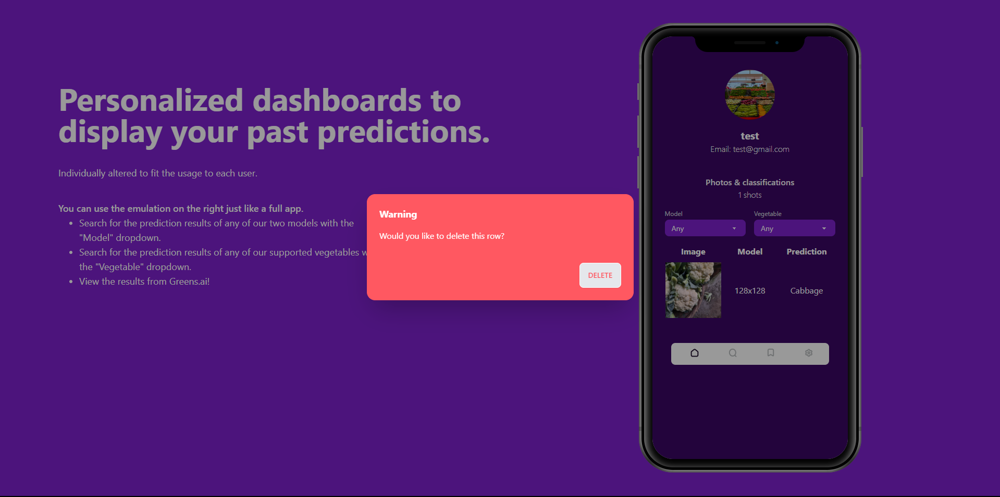 Personalized dashboards to
display your past predictions.
Individually altered to fit the usage to each user.
You can use the emulation on the right just like a full app.
Search for the prediction results of any of our two models with the
"Model" dropdown.
Search for the prediction results of any of our supported vegetables w
the "Vegetable" dropdown.
View the results from Greens.ai!
Warning
Would you like to delete this row?
DELETE
test
Email: test@gmail.com
Photos & classifications
1 shots
Model Vegetable
Any Any
Image Model Prediction
128x128 Cabbage